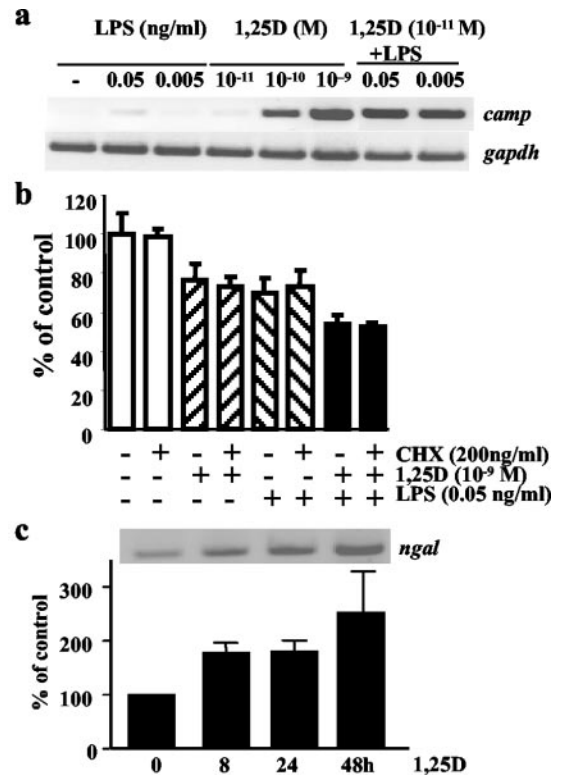 a
LPS (ng/ml) 1,25D (M) 1,25D (10⁻¹¹ M)
+LPS
- 0.05 0.005 10⁻¹¹ 10⁻¹⁰ 10⁻⁹ 0.05 0.005
camp
gapdh
b
120
100
80
60
40
20
0
% of control
- + - + - + - + CHX (200ng/ml)
- - + + - - + + 1,25D (10⁻⁹ M)
- - - - + + + + LPS (0.05 ng/ml)
c
ngal
300
200
100
0
% of control
0 8 24 48h 1,25D